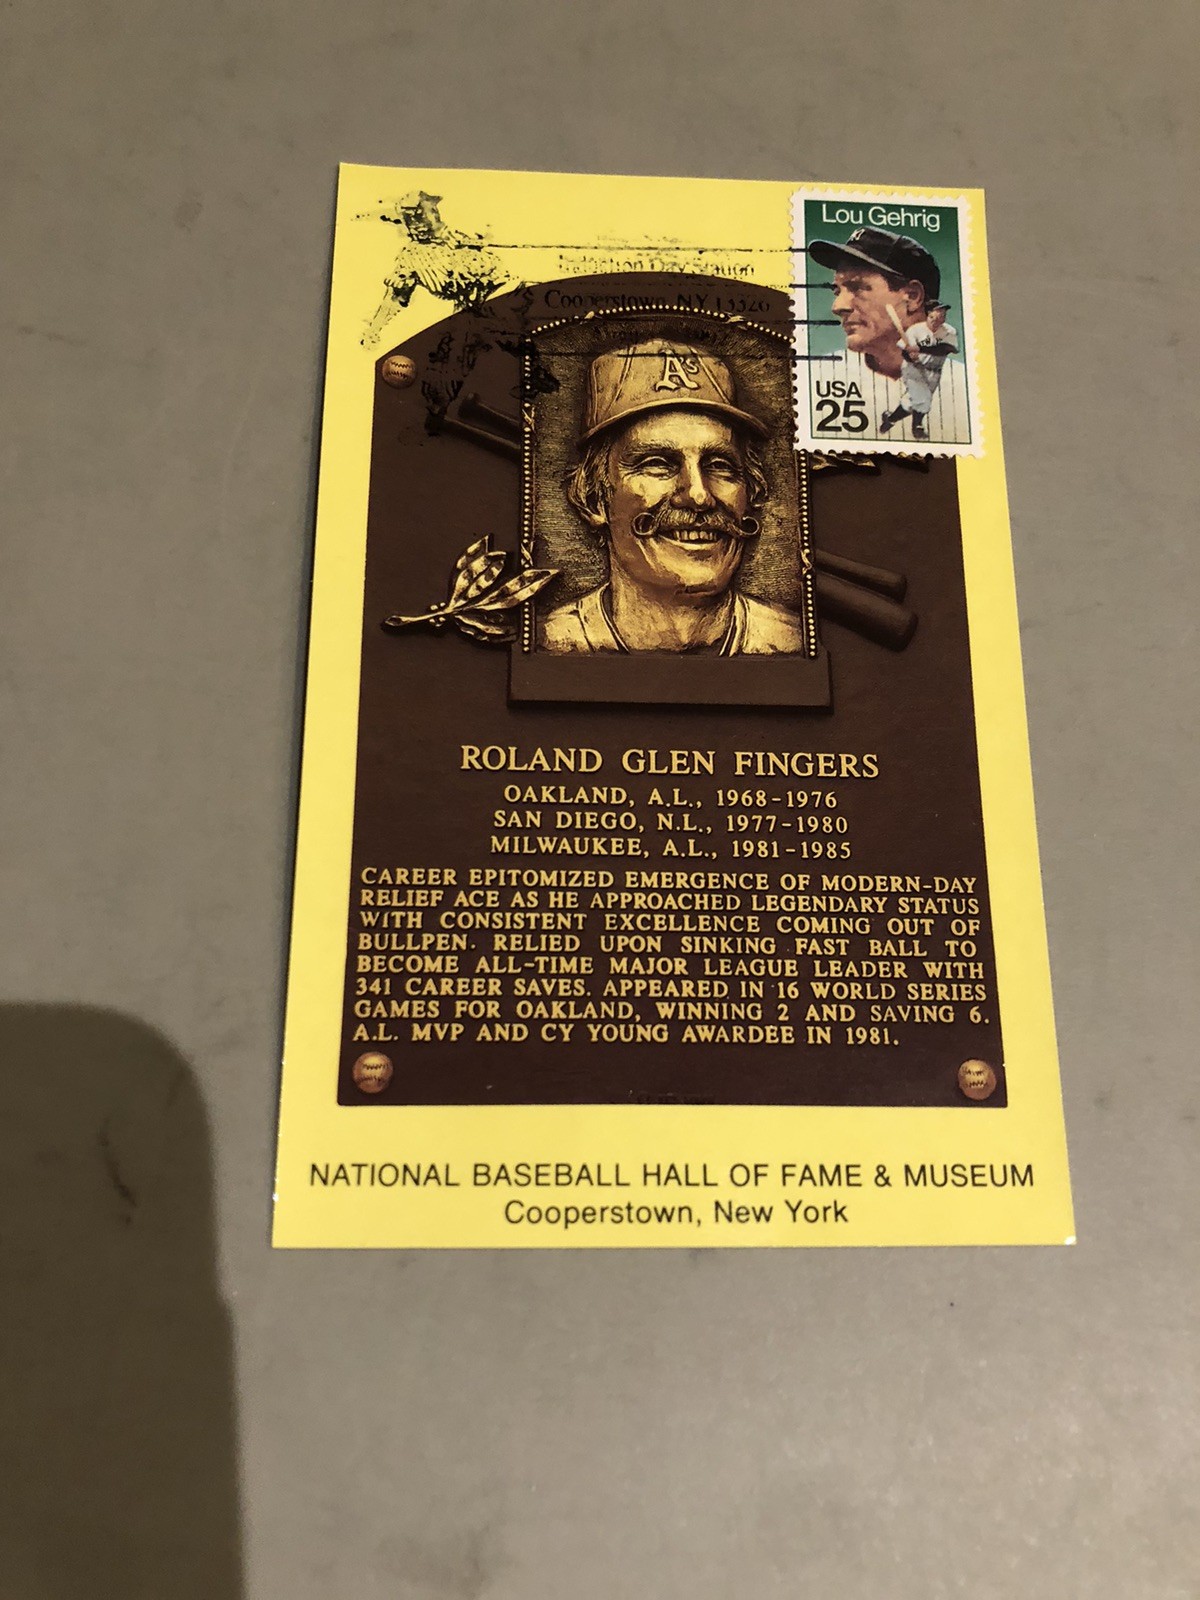 Lou Gehrig
Induction Day Station
Cooperstown, NY 13326
A's
USA
25
ROLAND GLEN FINGERS
OAKLAND, A.L., 1968-1976
SAN DIEGO, N.L., 1977-1980
MILWAUKEE, A.L., 1981-1985
CAREER EPITOMIZED EMERGENCE OF MODERN-DAY
RELIEF ACE AS HE APPROACHED LEGENDARY STATUS
WITH CONSISTENT EXCELLENCE COMING OUT OF
BULLPEN. RELIED UPON SINKING FAST BALL TO
BECOME ALL-TIME MAJOR LEAGUE LEADER WITH
341 CAREER SAVES. APPEARED IN 16 WORLD SERIES
GAMES FOR OAKLAND, WINNING 2 AND SAVING 6.
A.L. MVP AND CY YOUNG AWARDEE IN 1981.
NATIONAL BASEBALL HALL OF FAME & MUSEUM
Cooperstown, New York